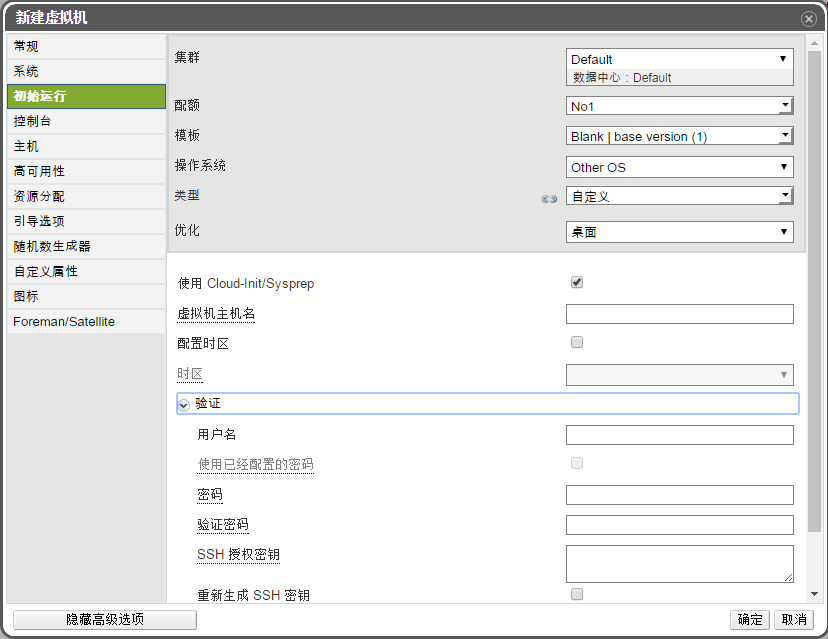 新建虚拟机
常规
系统
初始运行
控制台
主机
高可用性
资源分配
引导选项
随机数生成器
自定义属性
图标
Foreman/Satellite
集群
Default
数据中心 : Default
配额
No1
模板
Blank | base version (1)
操作系统
Other OS
类型
自定义
优化
桌面
使用 Cloud-Init/Sysprep
虚拟机主机名
配置时区
时区
验证
用户名
使用已经配置的密码
密码
验证密码
SSH 授权密钥
重新生成 SSH 密钥
隐藏高级选项
确定
取消